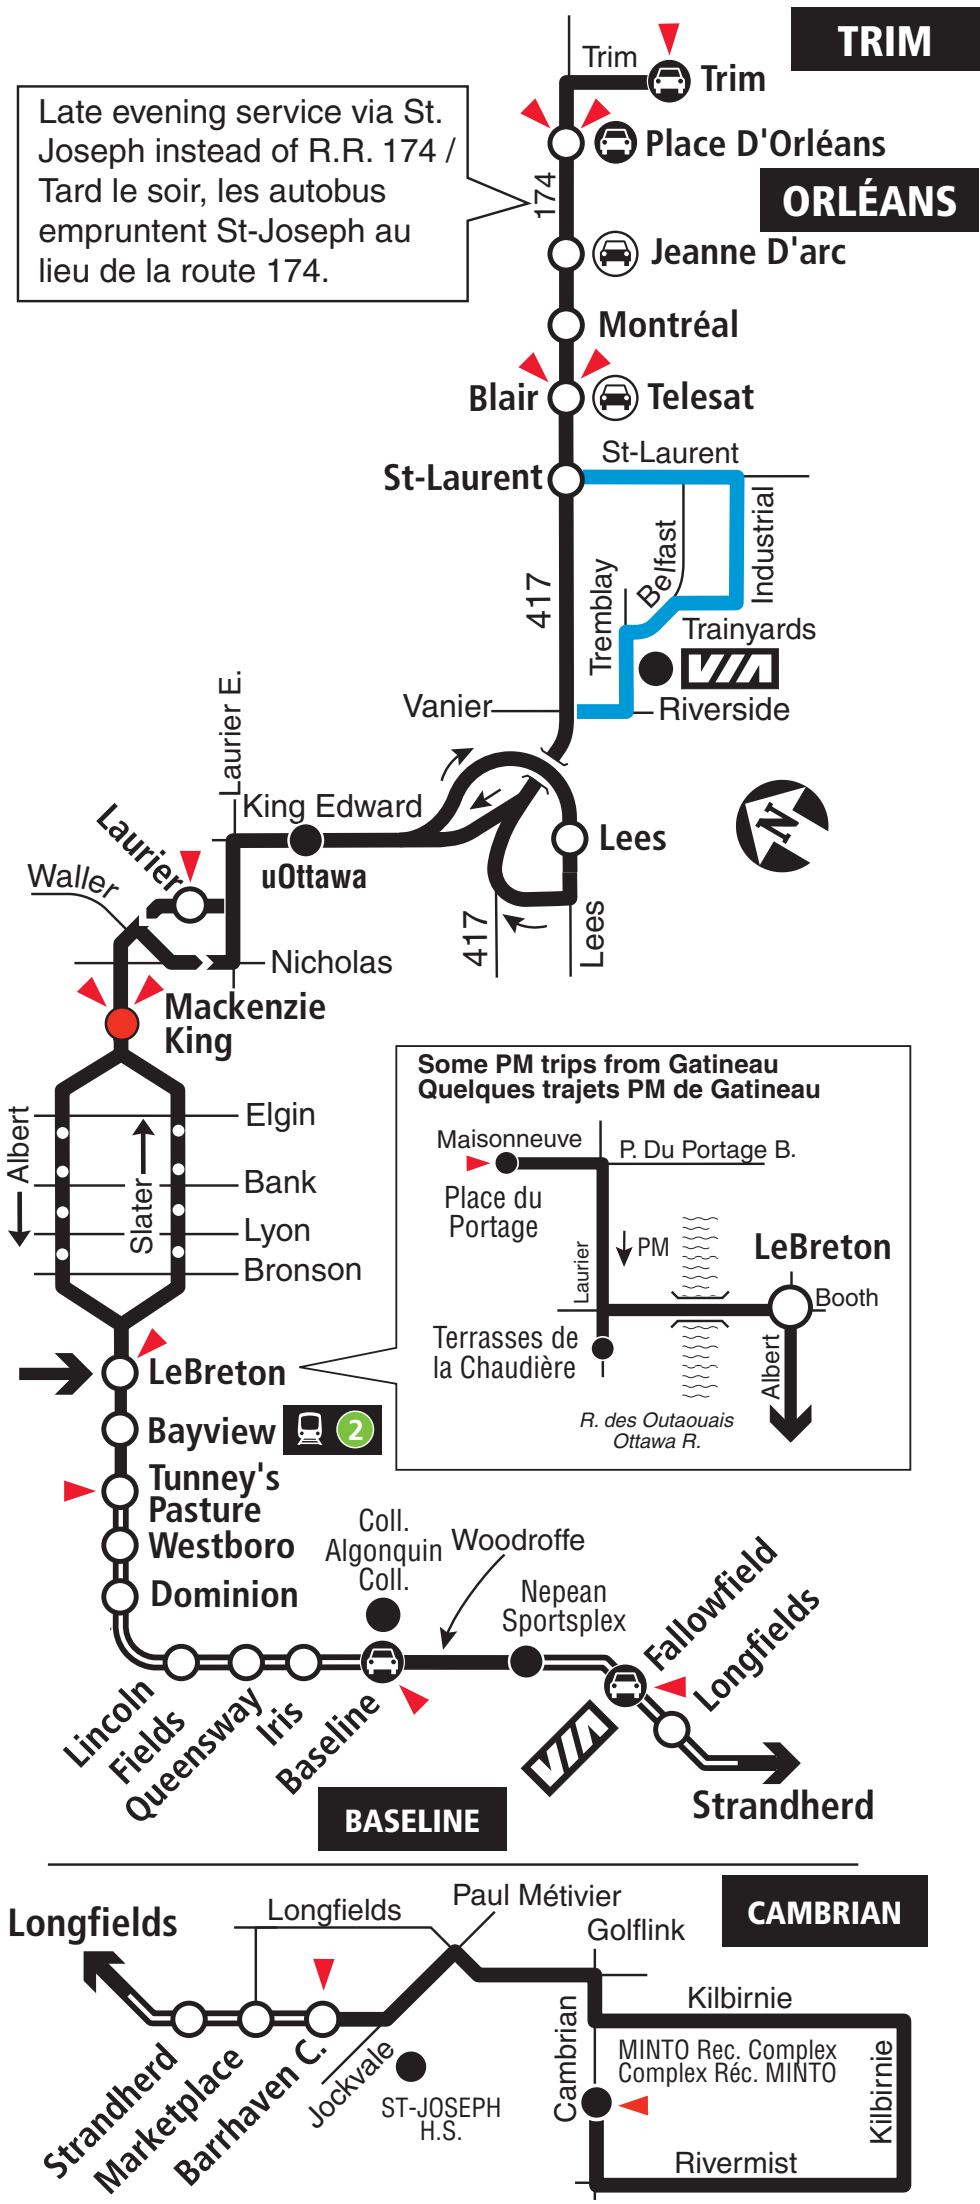 TRIM
Trim
Trim
Late evening service via St.
Joseph instead of R.R. 174 /
Tard le soir, les autobus
empruntent St-Joseph au
lieu de la route 174.
Place D'Orléans
174
ORLÉANS
Jeanne D'arc
Montréal
Blair
Telesat
St-Laurent
St-Laurent
Industrial
Belfast
417
Tremblay
Trainyards
VIA
Laurier E.
Vanier
Riverside
King Edward
Laurier
N
Lees
uOttawa
Waller
417
Lees
Nicholas
Mackenzie
King
Some PM trips from Gatineau
Quelques trajets PM de Gatineau
Albert
Elgin
Slater
Bank
Lyon
Bronson
Maisonneuve
P. Du Portage B.
Place du
Portage
Laurier
PM
LeBreton
Booth
Terrasses de
la Chaudière
Albert
R. des Outaouais
Ottawa R.
LeBreton
Bayview
2
Tunney's
Pasture
Westboro
Dominion
Coll.
Algonquin
Coll.
Woodroffe
Nepean
Sportsplex
Fallowfield
Longfields
Lincoln
Fields
Queensway
Iris
Baseline
VIA
Strandherd
BASELINE
CAMBRIAN
Longfields
Longfields
Paul Métivier
Golflink
Kilbirnie
Strandherd
Marketplace
Barrhaven C.
Jockvale
ST-JOSEPH
H.S.
Cambrian
MINTO Rec. Complex
Complex Réc. MINTO
Kilbirnie
Rivermist